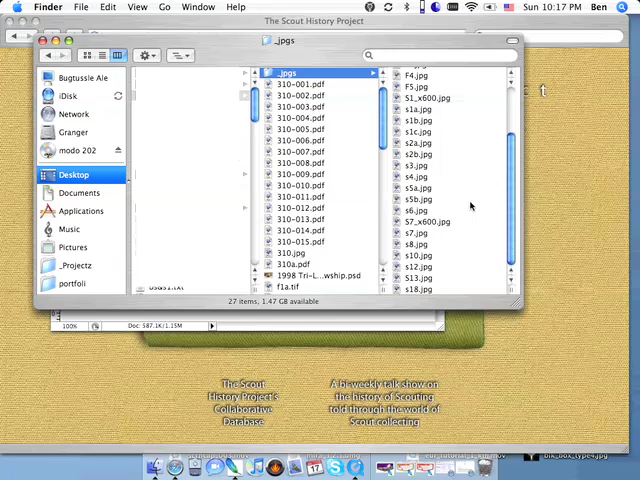 Finder File Edit View Go Window Help
Sun 10:17 PM Ben
The Scout History Project
_jpgs
Bugtussle Ale
iDisk
Network
Granger
modo 202
Desktop
Documents
Applications
Music
Pictures
_Projectz
portfoli
_jpgs
310-001.pdf
310-002.pdf
310-003.pdf
310-004.pdf
310-005.pdf
310-006.pdf
310-007.pdf
310-008.pdf
310-009.pdf
310-010.pdf
310-011.pdf
310-012.pdf
310-013.pdf
310-014.pdf
310-015.pdf
310.jpg
310a.pdf
1998 Tri-L...wship.psd
f1a.tif
F4.jpg
F5.jpg
S1_x600.jpg
s1a.jpg
s1b.jpg
s1c.jpg
s2a.jpg
s2b.jpg
s3.jpg
s4.jpg
s5a.jpg
s5b.jpg
s6.jpg
S7_x600.jpg
s7.jpg
s8.jpg
s10.jpg
s12.jpg
S13.jpg
s18.jpg
27 items, 1.47 GB available
100%
Doc: 587.1K/1.15M
The Scout
History Project's
Collaborative
Database
A bi-weekly talk show on
the history of Scouting
told through the world of
Scout collecting
blk_box_type4.jpg